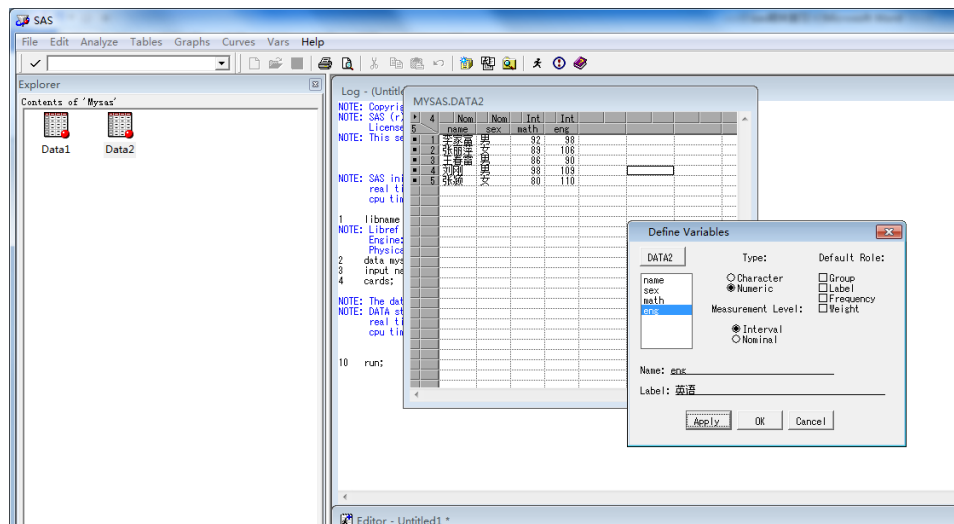 SAS
File Edit Analyze Tables Graphs Curves Vars Help
Explorer
Contents of 'Mysas'
Data1 Data2
Log - (Untitle
NOTE: Copyrig
NOTE: SAS (r)
License
NOTE: This se
NOTE: SAS ini
real ti
cpu tim
1 libname
NOTE: Libref
Engine:
Physica
2 data mys
3 input na
4 cards;
NOTE: The dat
NOTE: DATA st
real ti
cpu tim
10 run;
MYSAS.DATA2
4 Nom Nom Int Int
5 name sex math eng
1 李家富 男 92 98
2 张丽萍 女 89 106
3 王春富 男 86 90
4 刘刚 男 98 109
5 张颖 女 80 110
Define Variables
DATA2 Type: Default Role:
name
sex
math
eng
Character
Numeric
Measurement Level:
Interval
Nominal
Group
Label
Frequency
Weight
Name: eng
Label: 英语
Apply OK Cancel
Editor - Untitled1 *